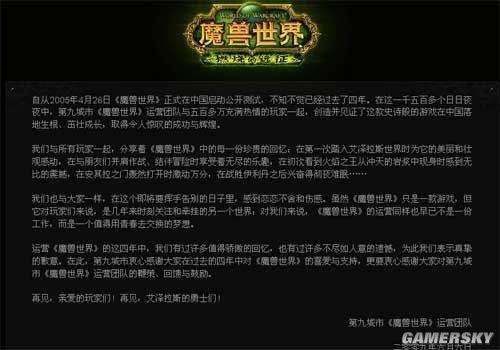 WORLD OF WARCRAFT
魔兽世界
燃烧的远征
自从2005年4月26日《魔兽世界》正式在中国启动公开测试，不知不觉已经过去了四年。在这一千五百多个日日夜
夜中，第九城市《魔兽世界》运营团队与五百多万充满热情的玩家一起，创造并见证了这款史诗般的游戏在中国落
地生根、茁壮成长，取得令人惊叹的成功与辉煌。
我们与所有玩家一起，分享着《魔兽世界》中的每一份珍贵的回忆：在第一次踏入艾泽拉斯世界时为它的美丽和壮
观感动，在与朋友们并肩作战、结伴冒险时享受着无尽的乐趣，在初次看到火焰之王从冲天的岩浆中现身时感到无
比的震撼，在安其拉之门轰然打开时激动万分，在战胜伊利丹之后兴奋得彻夜难眠……
我们也与大家一样，在这个即将要挥手告别的日子里，感到恋恋不舍和伤感。虽然《魔兽世界》只是一款游戏，但
它对玩家们来说，是几年来时刻关注和牵挂的另一个世界；对我们来说，《魔兽世界》的运营同样也早已不是一份
工作，而是一个值得用青春去交换的梦想。
运营《魔兽世界》的这四年中，我们有过许多值得骄傲的回忆，也有过许多不尽如人意的遗憾，为此我们表示真挚
的歉意。在此，第九城市衷心感谢大家在过去的四年中对《魔兽世界》的喜爱与支持，更要衷心感谢大家对第九城
市《魔兽世界》运营团队的鞭策、回馈与鼓励。
再见，亲爱的玩家们！再见，艾泽拉斯的勇士们！
第九城市《魔兽世界》运营团队
二零零九年六月六日
GAMERSKY